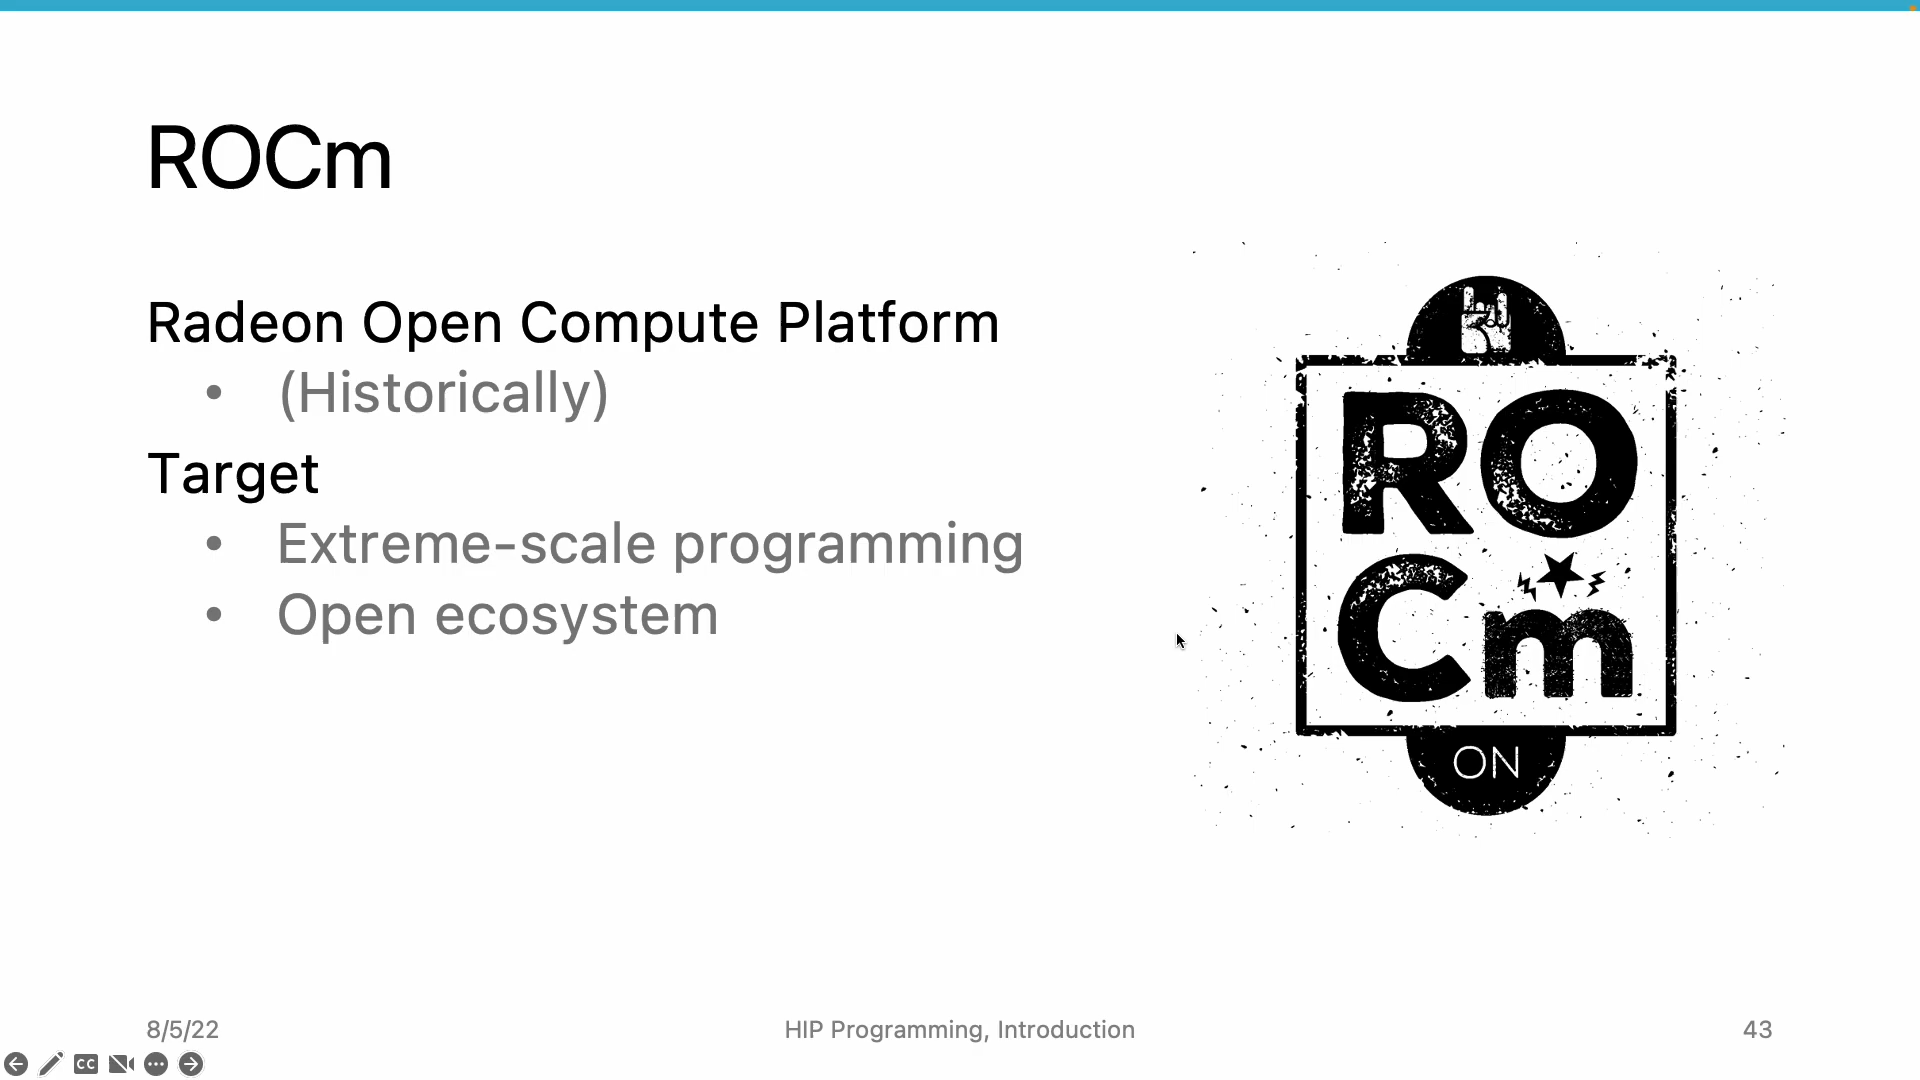 ROCm
Radeon Open Compute Platform
• (Historically)
Target
• Extreme-scale programming
• Open ecosystem
RO
Cm
ON
8/5/22
HIP Programming, Introduction
43
CC